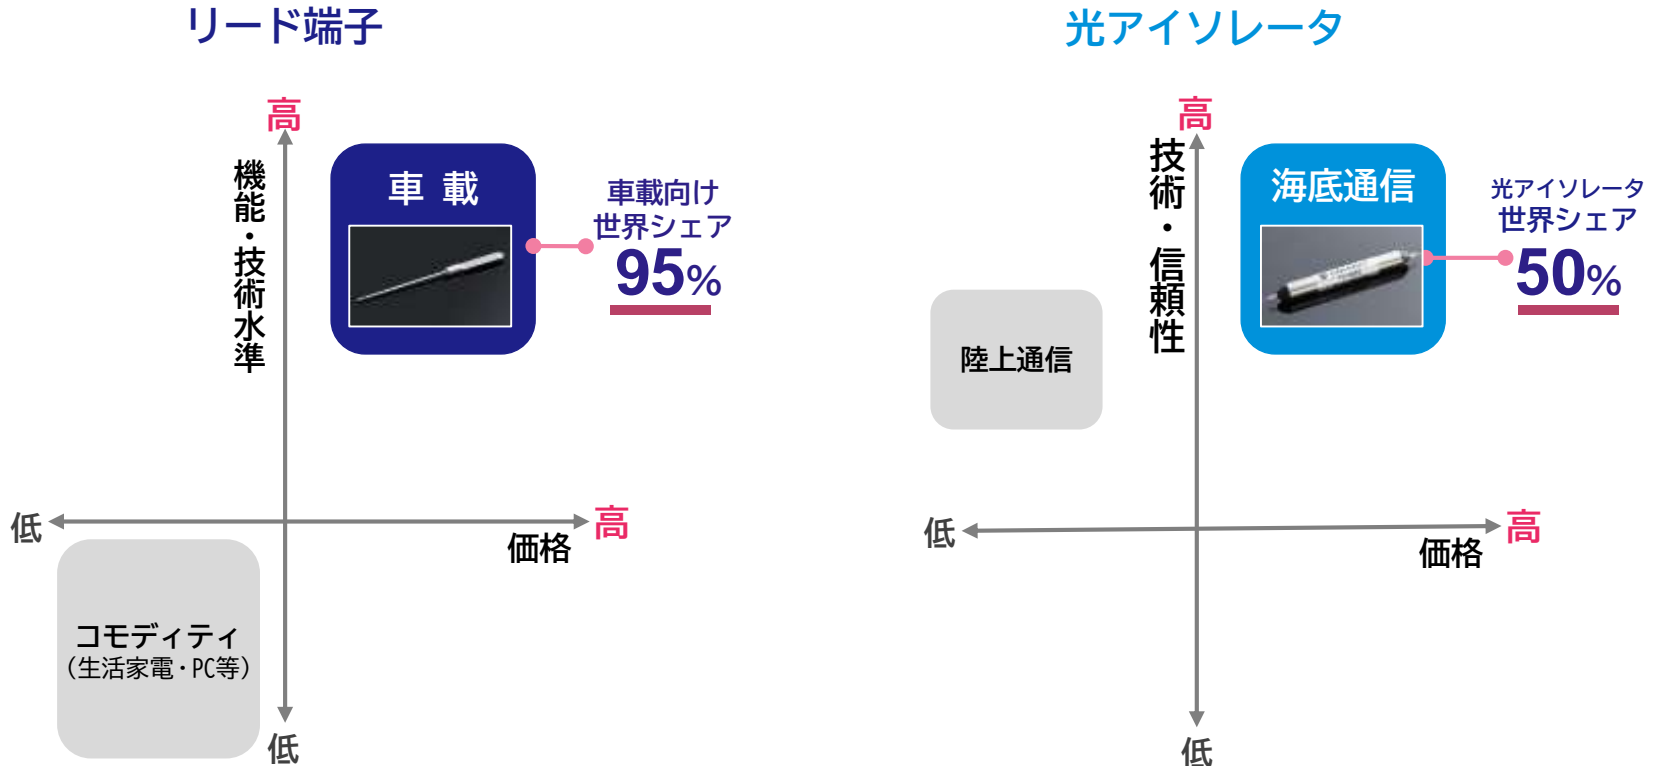 リード端子
高
機能・技術水準
車 載
車載向け
世界シェア
95%
低
高
価格
コモディティ
（生活家電・PC等）
低
光アイソレータ
高
技術・信頼性
海底通信
光アイソレータ
世界シェア
50%
陸上通信
低
高
価格
低